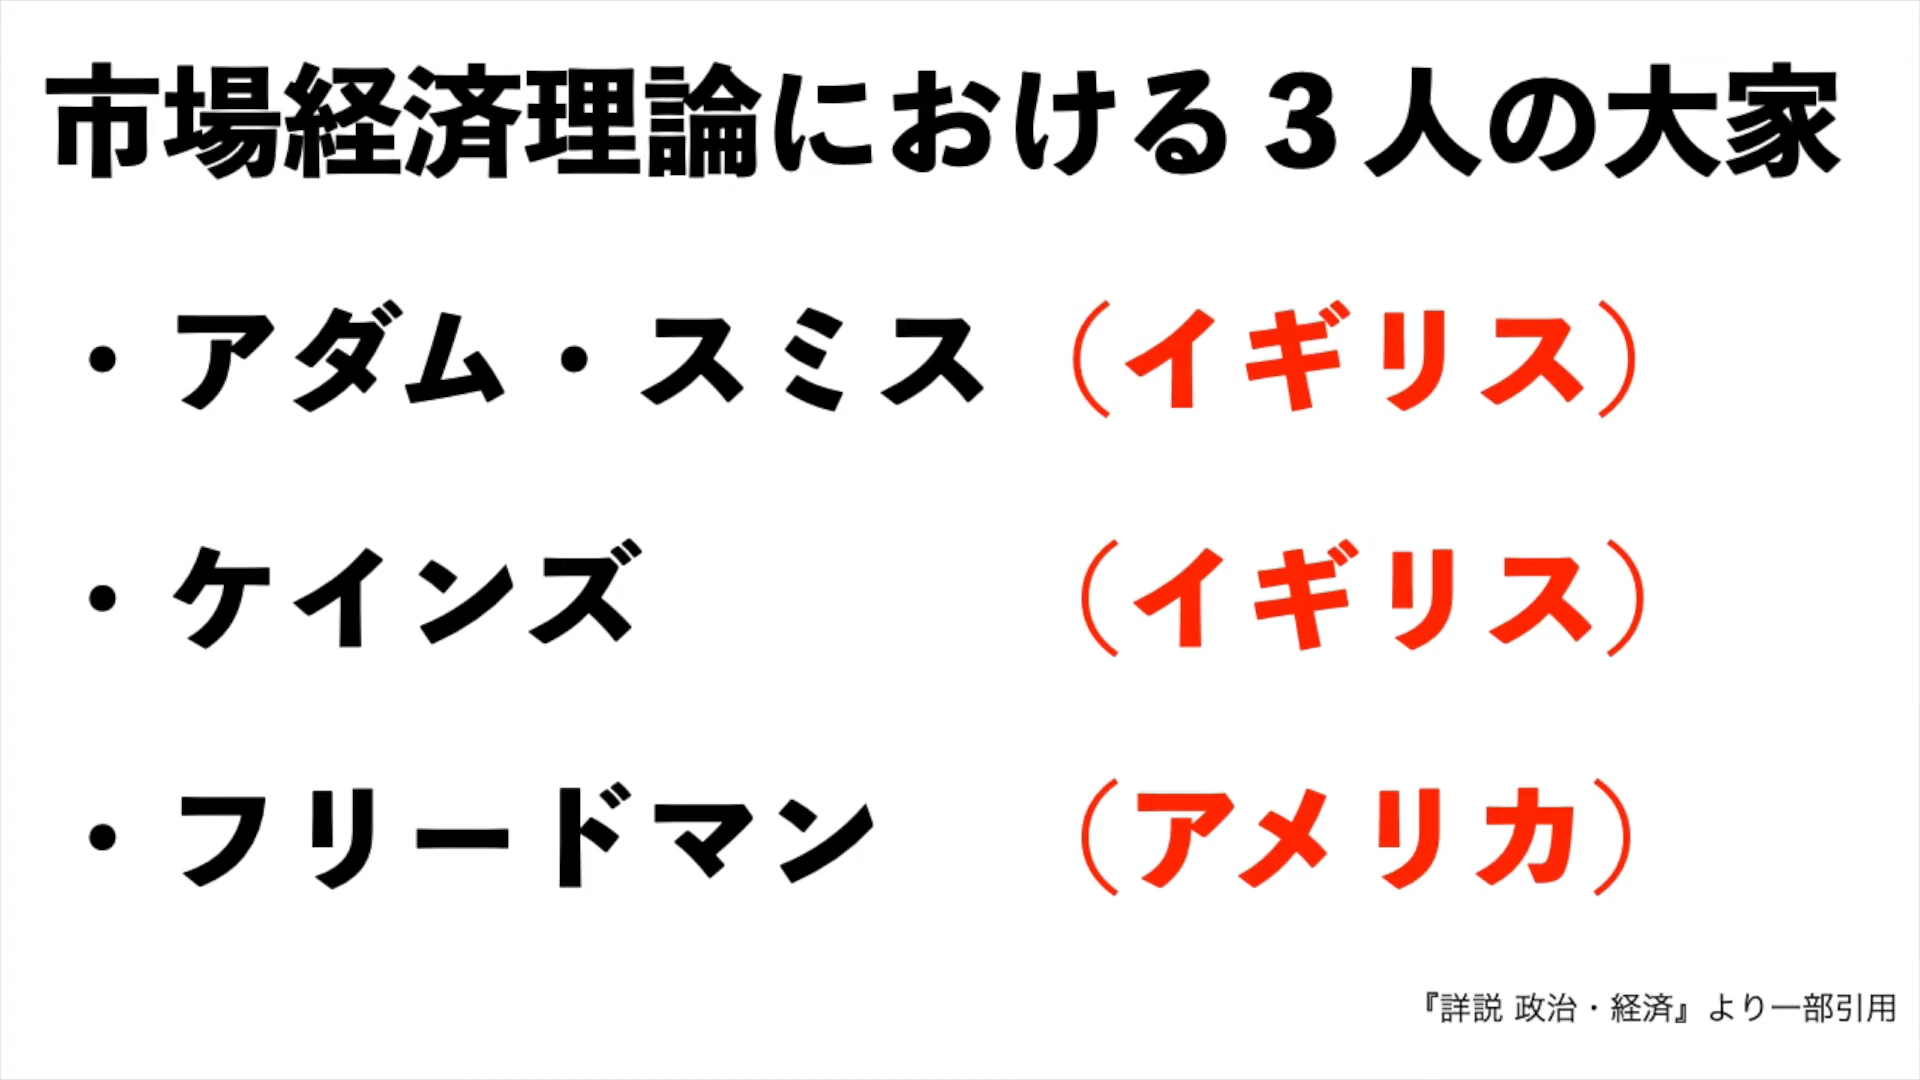 市場経済理論における３人の大家
・アダム・スミス（イギリス）
・ケインズ（イギリス）
・フリードマン（アメリカ）
『詳説 政治・経済』より一部引用